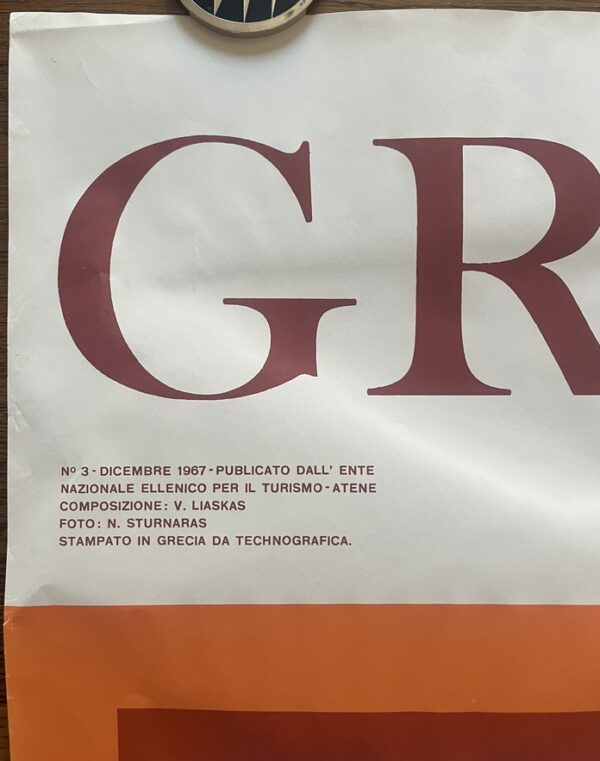 GR
Nº 3 - DICEMBRE 1967 - PUBLICATO DALL' ENTE
NAZIONALE ELLENICO PER IL TURISMO - ATENE
COMPOSIZIONE: V. LIASKAS
FOTO: N. STURNARAS
STAMPATO IN GRECIA DA TECHNOGRAFICA.